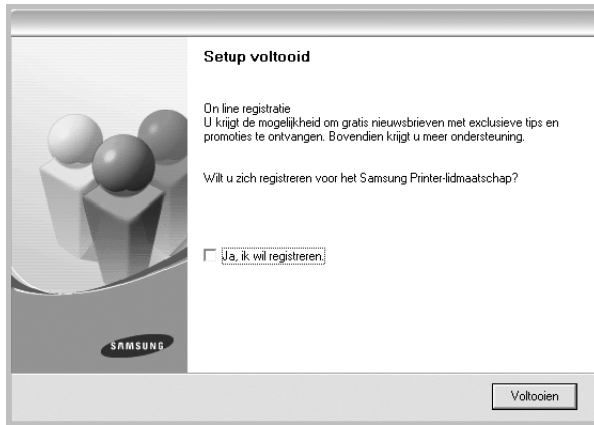 Setup voltooid
On line registratie
U krijgt de mogelijkheid om gratis nieuwsbrieven met exclusieve tips en
promoties te ontvangen. Bovendien krijgt u meer ondersteuning.
Wilt u zich registreren voor het Samsung Printer-lidmaatschap?
Ja, ik wil registreren.
SAMSUNG
Voltooien